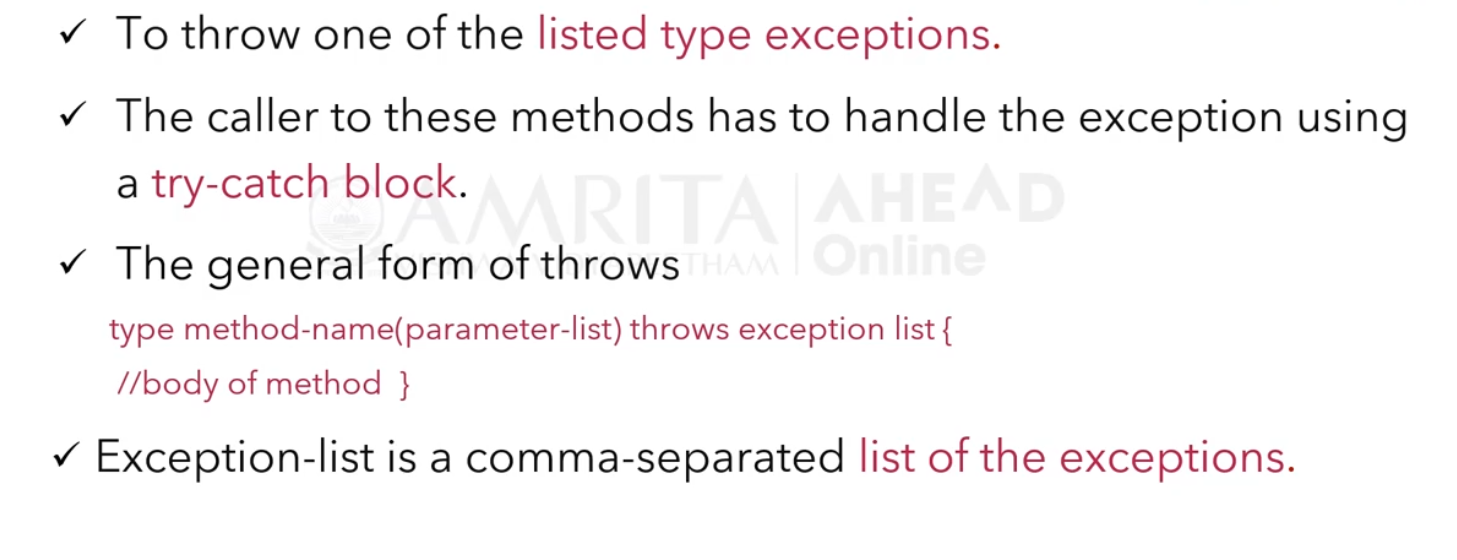 ✓ To throw one of the listed type exceptions.
✓ The caller to these methods has to handle the exception using
a try-catch block.
AMRITA AHEAD
Online
✓ The general form of throws
type method-name(parameter-list) throws exception list {
//body of method }
✓ Exception-list is a comma-separated list of the exceptions.